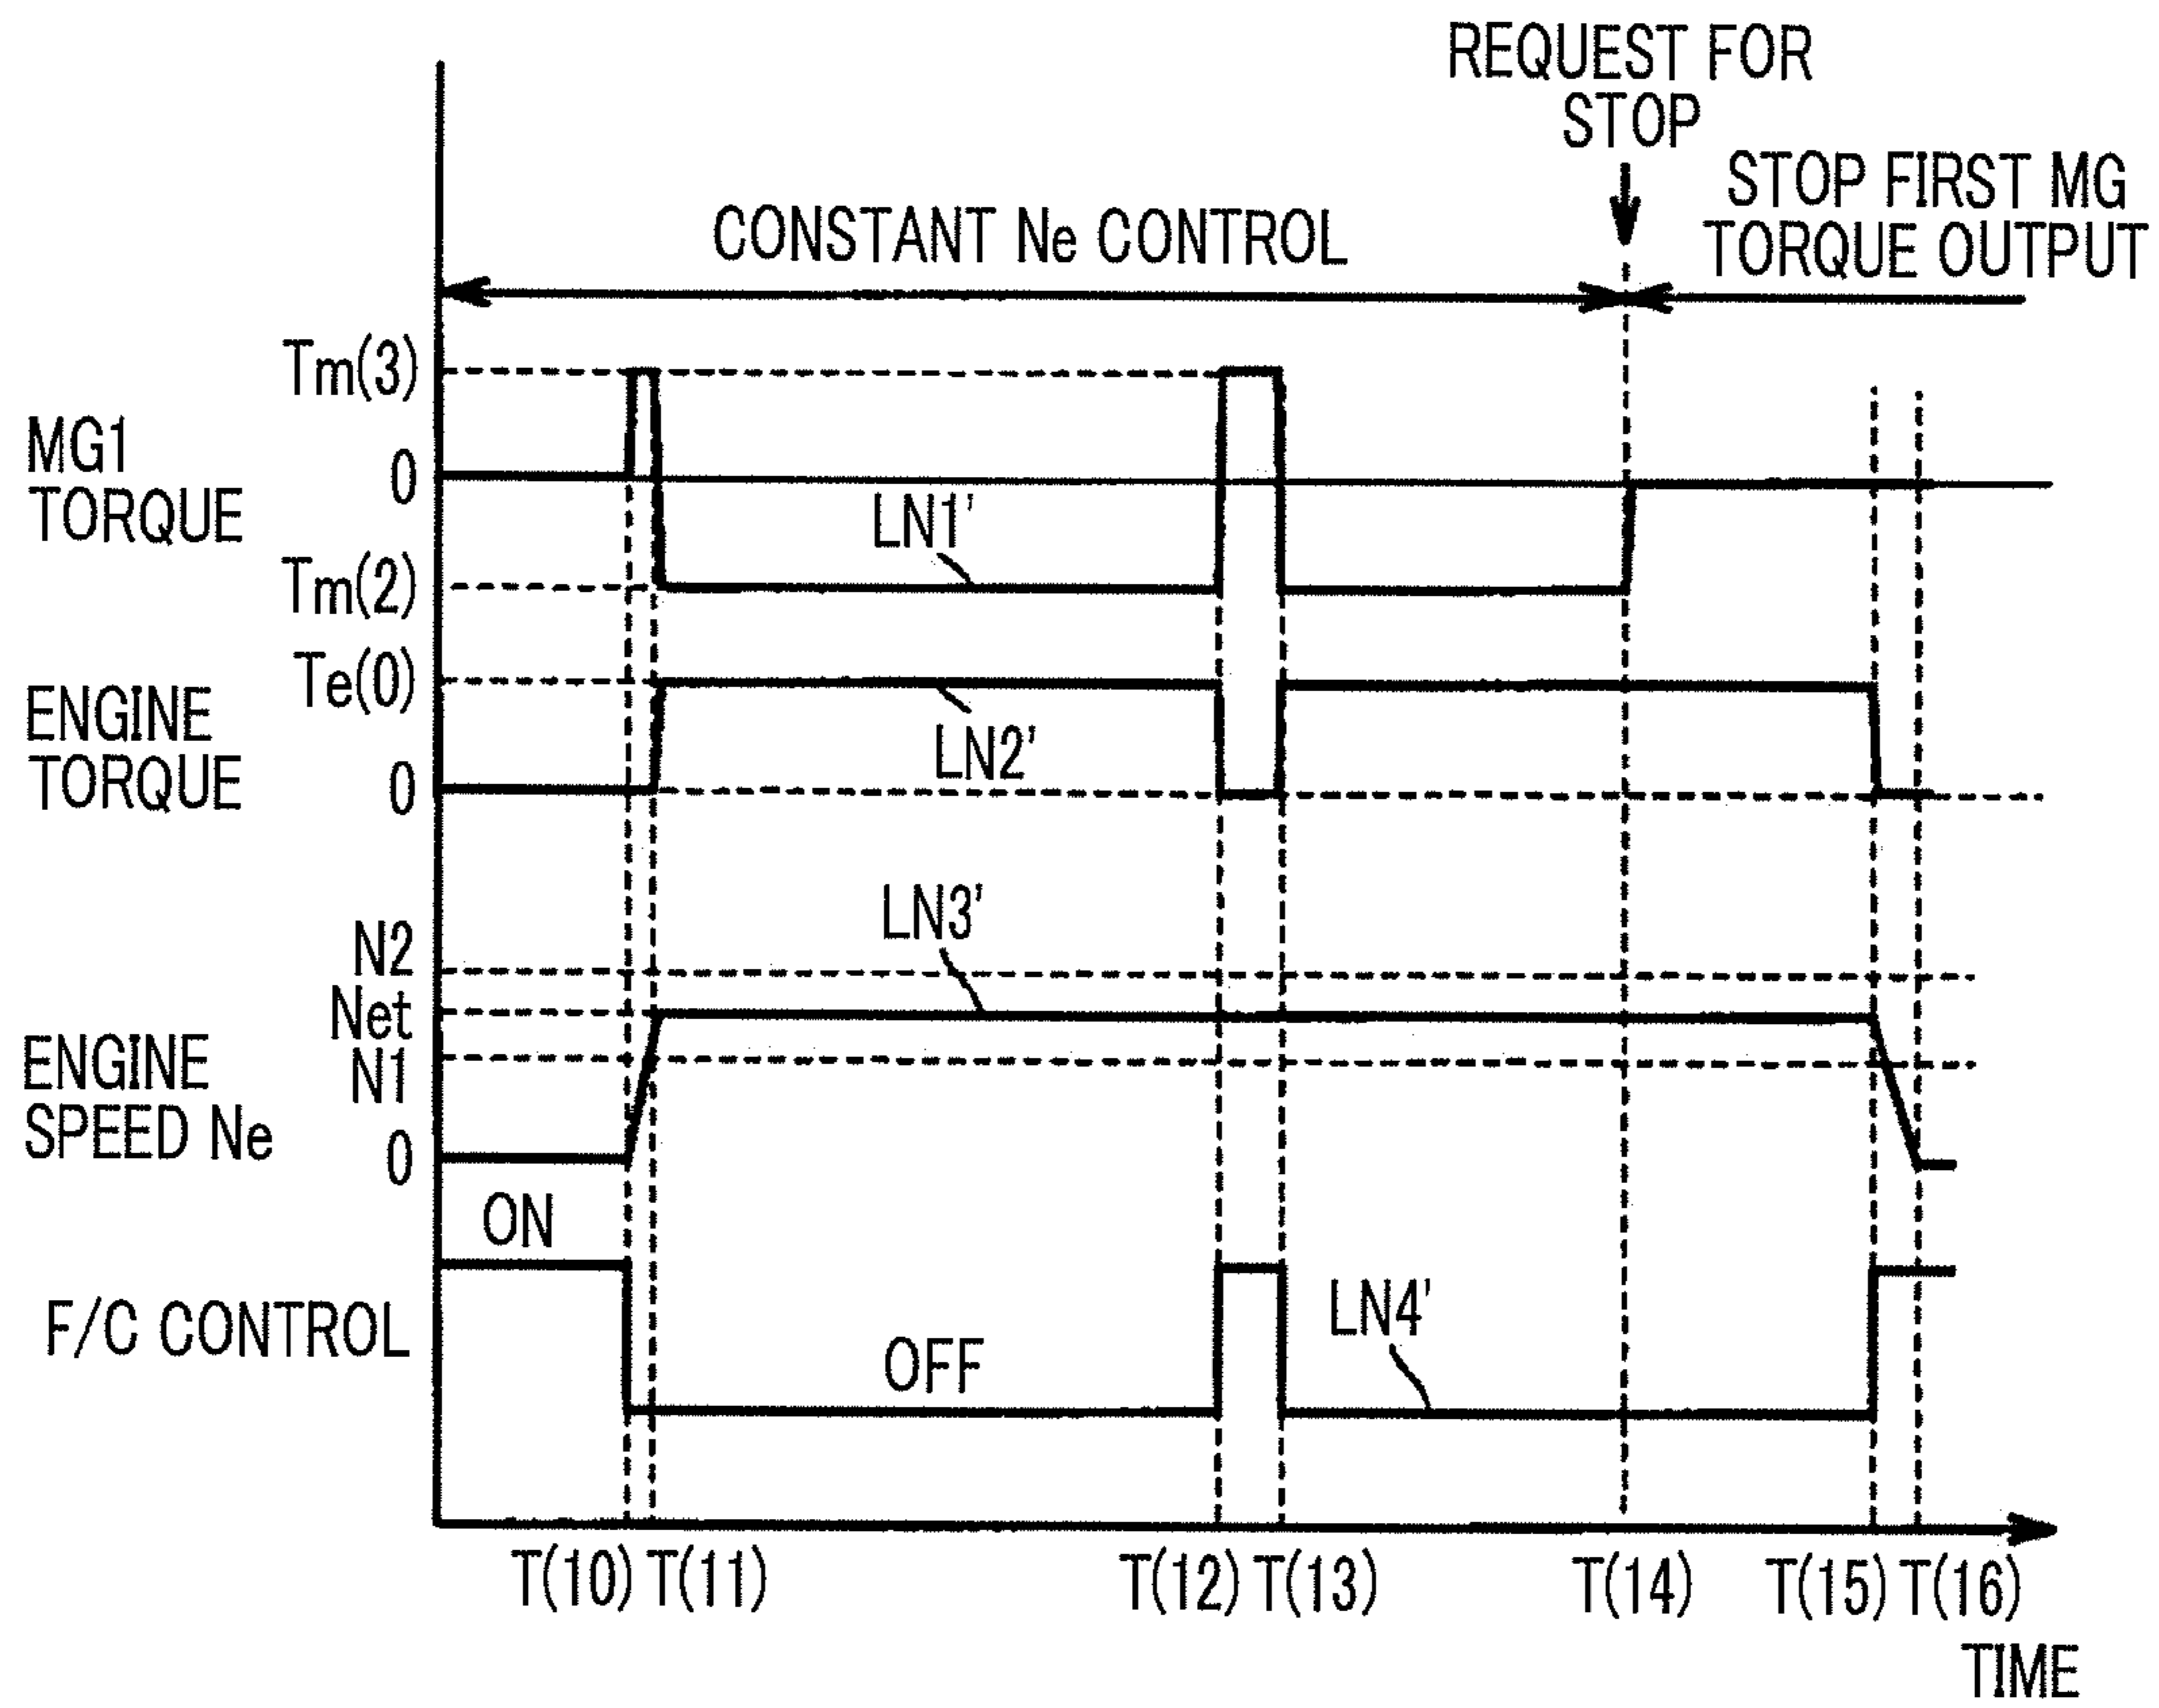 REQUEST FOR
STOP
STOP FIRST MG
TORQUE OUTPUT
CONSTANT Ne CONTROL
Tm(3)
MG1
TORQUE
0
LN1'
Tm(2)
Te(0)
ENGINE
TORQUE
LN2'
0
LN3'
N2
Net
N1
ENGINE
SPEED Ne
0
ON
F/C CONTROL
OFF
LN4'
T(10) T(11) T(12) T(13) T(14) T(15) T(16)
TIME